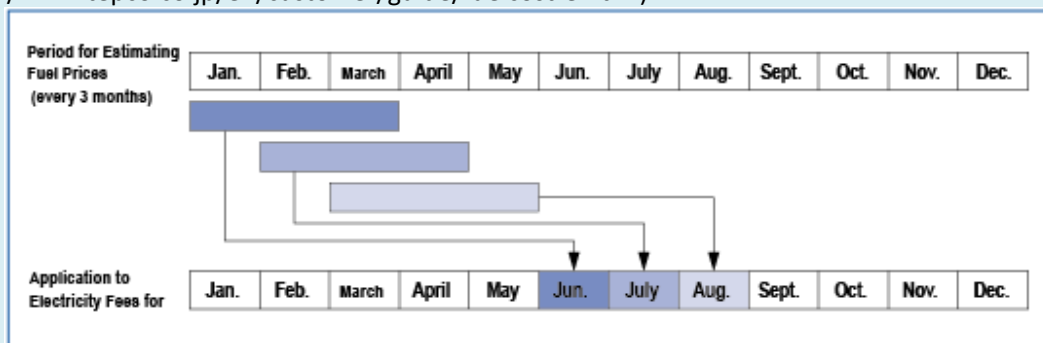 Period for Estimating
Fuel Prices
(every 3 months)
Jan. Feb. March April May Jun. July Aug. Sept. Oct. Nov. Dec.
Application to
Electricity Fees for
Jan. Feb. March April May Jun. July Aug. Sept. Oct. Nov. Dec.